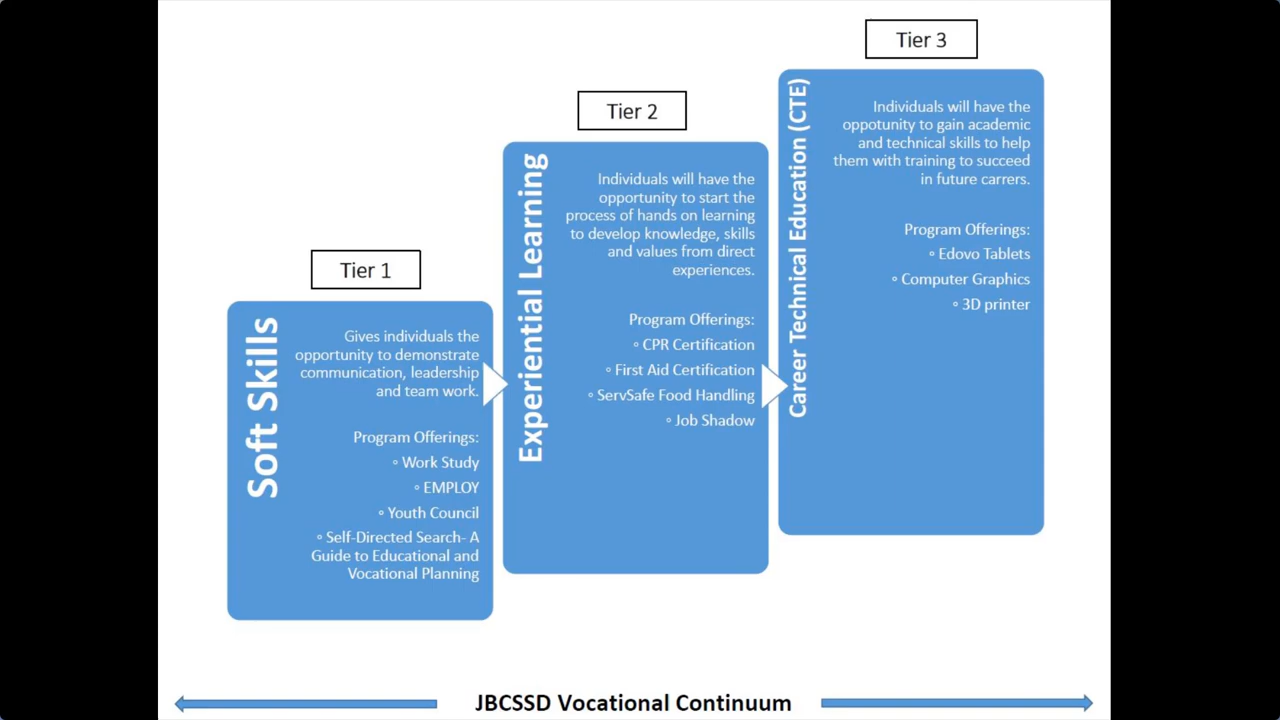 Tier 1
Soft Skills
Gives individuals the
opportunity to demonstrate
communication, leadership
and team work.
Program Offerings:
◦ Work Study
◦ EMPLOY
◦ Youth Council
◦ Self-Directed Search- A
Guide to Educational and
Vocational Planning
Tier 2
Experiential Learning
Individuals will have the
opportunity to start the
process of hands on learning
to develop knowledge, skills
and values from direct
experiences.
Program Offerings:
◦ CPR Certification
◦ First Aid Certification
◦ ServSafe Food Handling
◦ Job Shadow
Tier 3
Career Technical Education (CTE)
Individuals will have the
oppotunity to gain academic
and technical skills to help
them with training to succeed
in future carrers.
Program Offerings:
◦ Edovo Tablets
◦ Computer Graphics
◦ 3D printer
JBCSSD Vocational Continuum